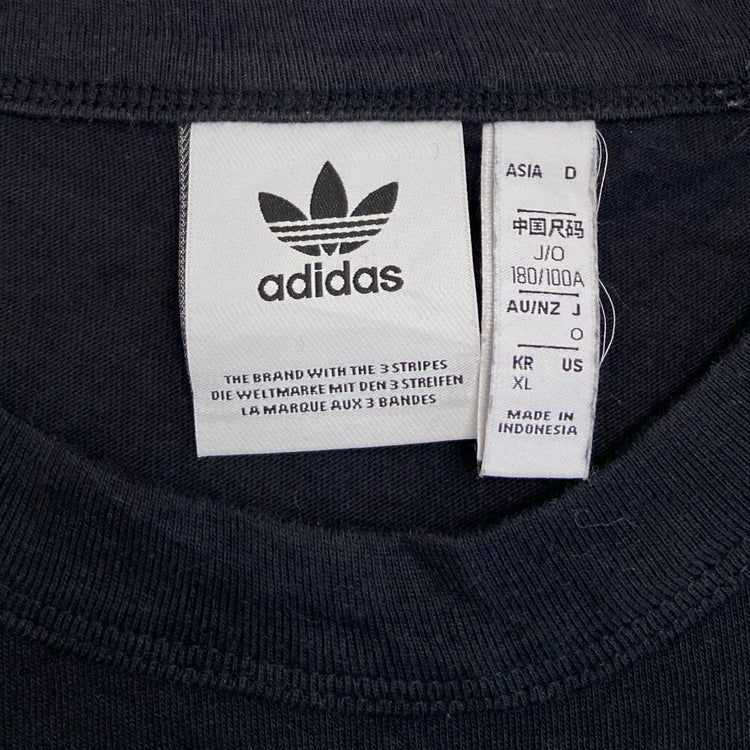 adidas
THE BRAND WITH THE 3 STRIPES
DIE WELTMARKE MIT DEN 3 STREIFEN
LA MARQUE AUX 3 BANDES
ASIA D
中国尺码
J/O
180/100A
AU/NZ J
O
KR US
XL
MADE IN
INDONESIA